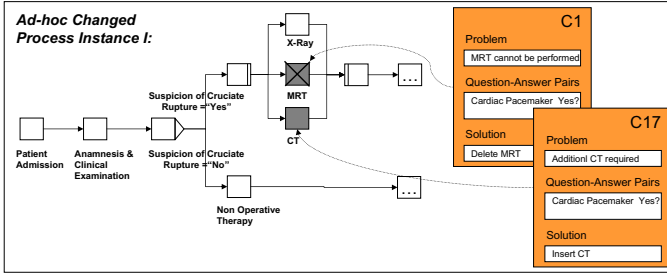 Ad-hoc Changed
Process Instance I:
X-Ray
MRT
CT
Suspicion of Cruciate
Rupture ="Yes"
...
Patient
Admission
Anamnesis &
Clinical
Examination
Suspicion of Cruciate
Rupture ="No"
Non Operative
Therapy
...
C1
Problem
MRT cannot be performed
Question-Answer Pairs
Cardiac Pacemaker Yes?
Solution
Delete MRT
C17
Problem
Additionl CT required
Question-Answer Pairs
Cardiac Pacemaker Yes?
Solution
Insert CT